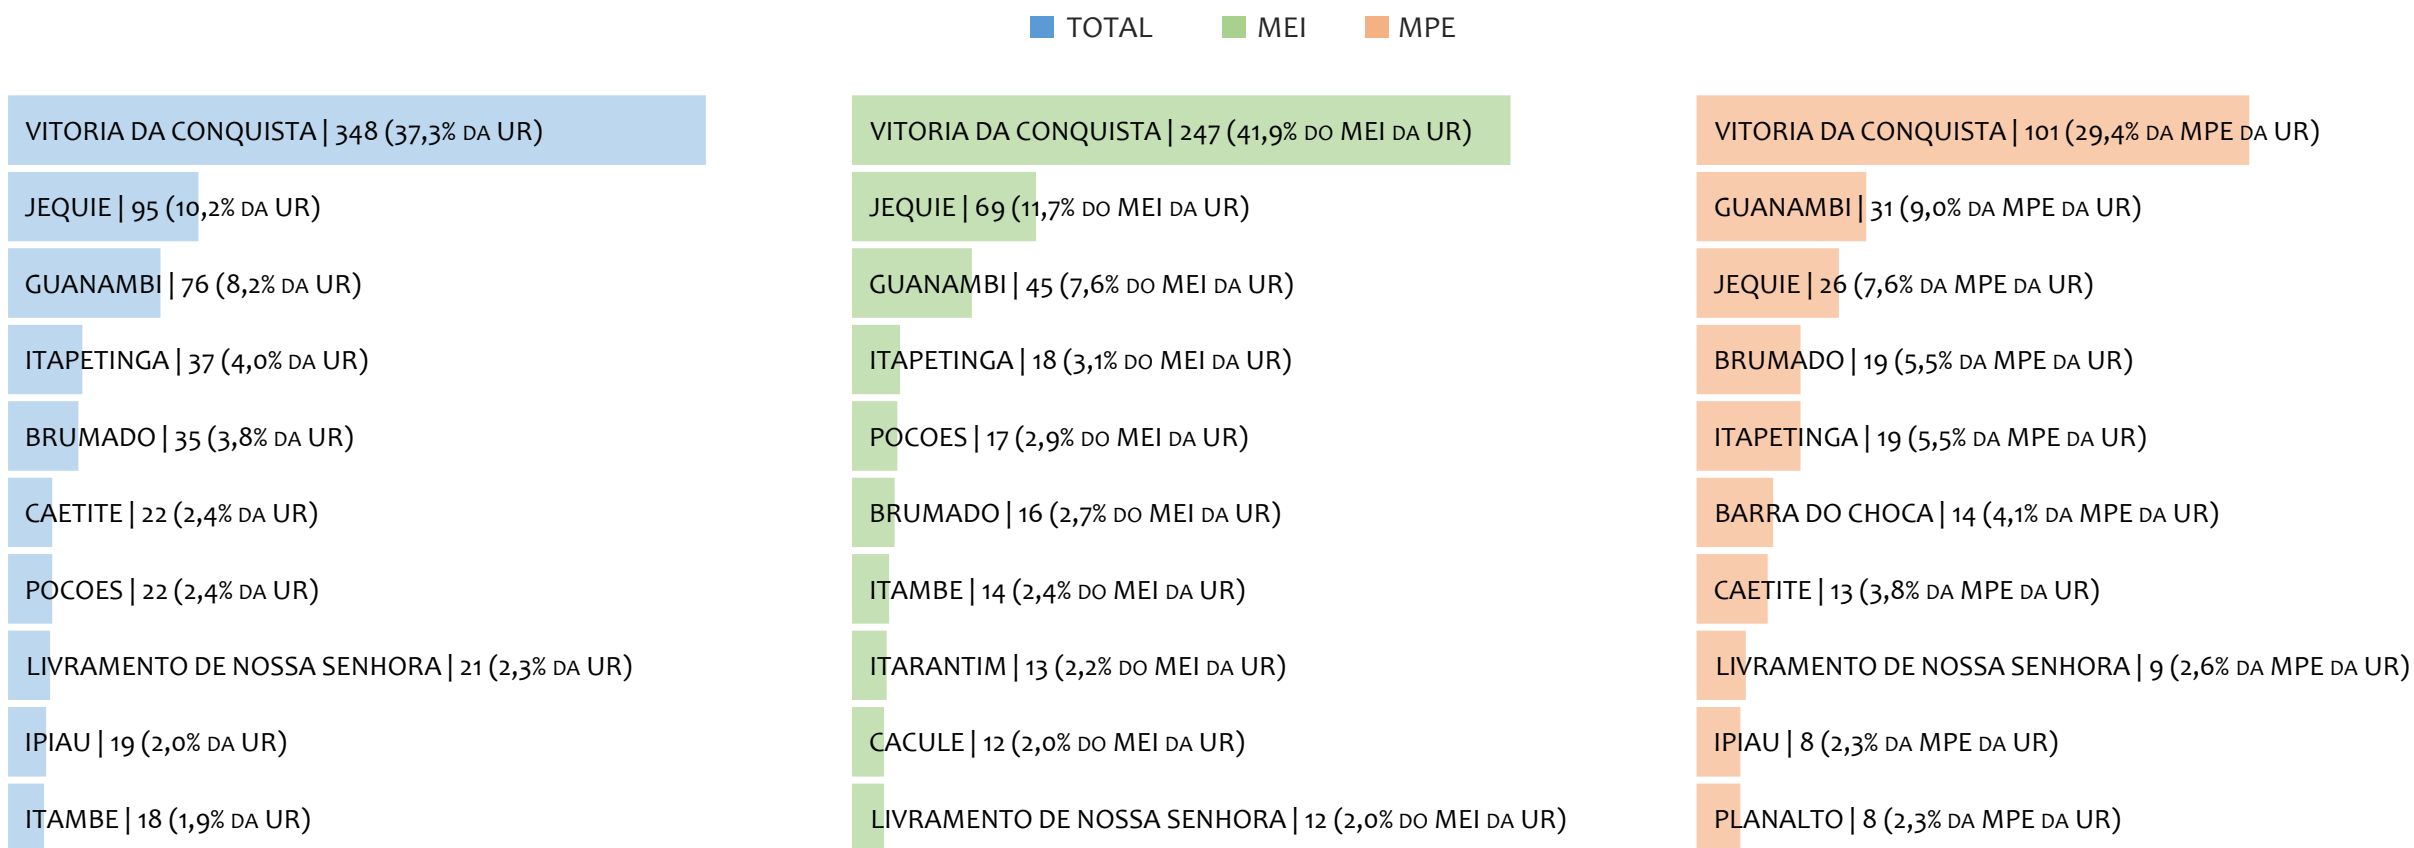 TOTAL MEI MPE
VITORIA DA CONQUISTA | 348 (37,3% DA UR)
JEQUIE | 95 (10,2% DA UR)
GUANAMBI | 76 (8,2% DA UR)
ITAPETINGA | 37 (4,0% DA UR)
BRUMADO | 35 (3,8% DA UR)
CAETITE | 22 (2,4% DA UR)
POCOES | 22 (2,4% DA UR)
LIVRAMENTO DE NOSSA SENHORA | 21 (2,3% DA UR)
IPIAU | 19 (2,0% DA UR)
ITAMBE | 18 (1,9% DA UR)
VITORIA DA CONQUISTA | 247 (41,9% DO MEI DA UR)
JEQUIE | 69 (11,7% DO MEI DA UR)
GUANAMBI | 45 (7,6% DO MEI DA UR)
ITAPETINGA | 18 (3,1% DO MEI DA UR)
POCOES | 17 (2,9% DO MEI DA UR)
BRUMADO | 16 (2,7% DO MEI DA UR)
ITAMBE | 14 (2,4% DO MEI DA UR)
ITARANTIM | 13 (2,2% DO MEI DA UR)
CACULE | 12 (2,0% DO MEI DA UR)
LIVRAMENTO DE NOSSA SENHORA | 12 (2,0% DO MEI DA UR)
VITORIA DA CONQUISTA | 101 (29,4% DA MPE DA UR)
GUANAMBI | 31 (9,0% DA MPE DA UR)
JEQUIE | 26 (7,6% DA MPE DA UR)
BRUMADO | 19 (5,5% DA MPE DA UR)
ITAPETINGA | 19 (5,5% DA MPE DA UR)
BARRA DO CHOCA | 14 (4,1% DA MPE DA UR)
CAETITE | 13 (3,8% DA MPE DA UR)
LIVRAMENTO DE NOSSA SENHORA | 9 (2,6% DA MPE DA UR)
IPIAU | 8 (2,3% DA MPE DA UR)
PLANALTO | 8 (2,3% DA MPE DA UR)